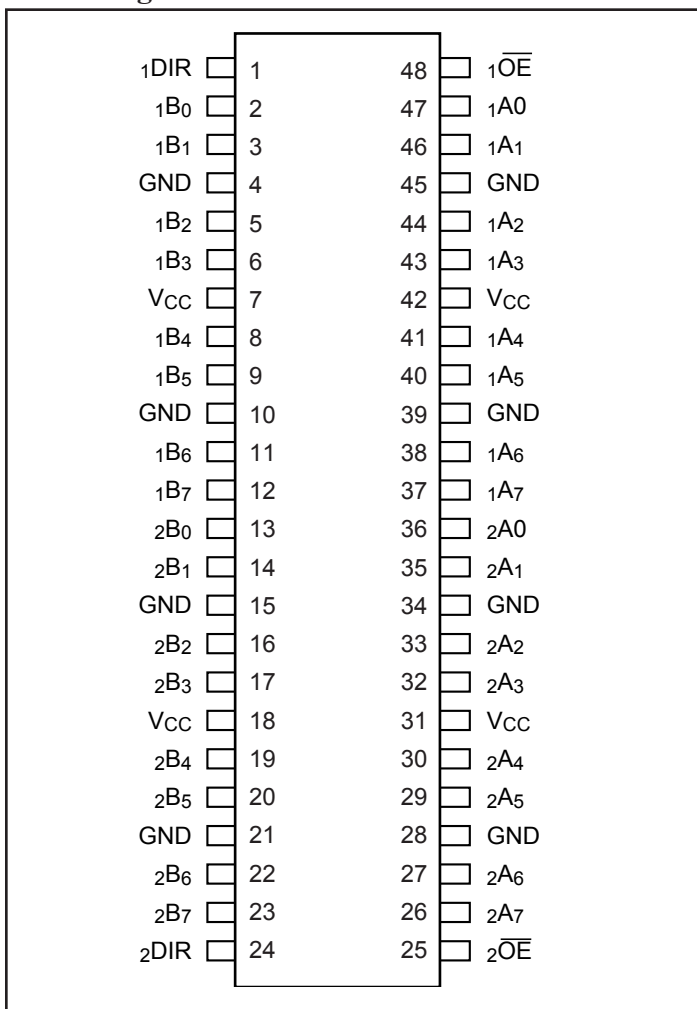 ₁DIR 1 48 ₁O̅E̅
₁B₀ 2 47 ₁A0
₁B₁ 3 46 ₁A₁
GND 4 45 GND
₁B₂ 5 44 ₁A₂
₁B₃ 6 43 ₁A₃
VCC 7 42 VCC
₁B₄ 8 41 ₁A₄
₁B₅ 9 40 ₁A₅
GND 10 39 GND
₁B₆ 11 38 ₁A₆
₁B₇ 12 37 ₁A₇
₂B₀ 13 36 ₂A0
₂B₁ 14 35 ₂A₁
GND 15 34 GND
₂B₂ 16 33 ₂A₂
₂B₃ 17 32 ₂A₃
VCC 18 31 VCC
₂B₄ 19 30 ₂A₄
₂B₅ 20 29 ₂A₅
GND 21 28 GND
₂B₆ 22 27 ₂A₆
₂B₇ 23 26 ₂A₇
₂DIR 24 25 ₂O̅E̅